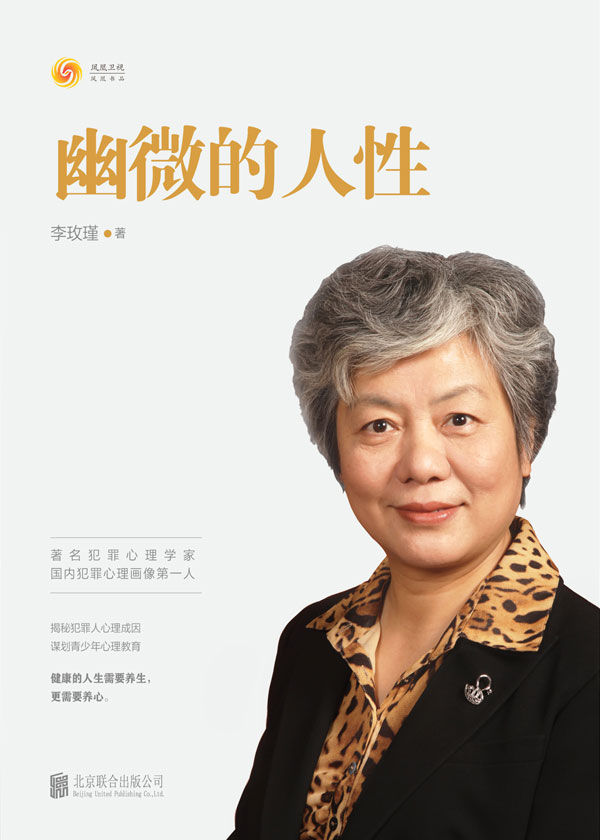 凤凰卫视
凤凰书品
幽微的人性
李玫瑾●著
著名犯罪心理学家
国内犯罪心理画像第一人
揭秘犯罪人心理成因
谋划青少年心理教育
健康的人生需要养生，
更需要养心。
北京联合出版公司
Beijing United Publishing Co.,Ltd.